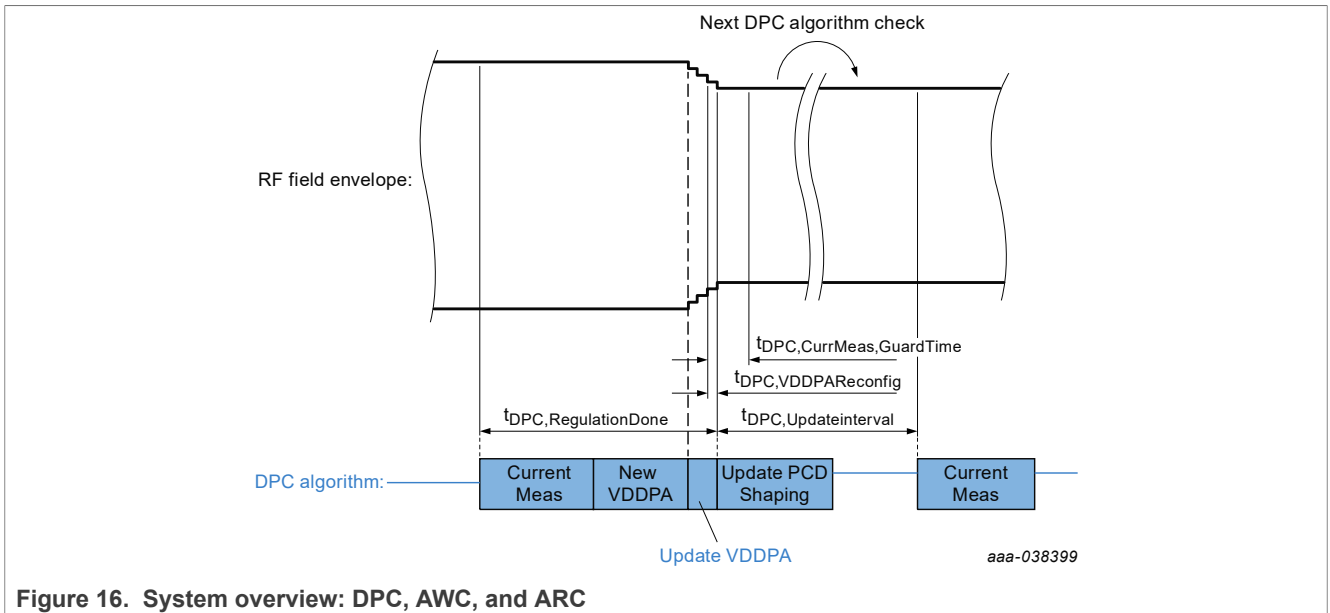 Next DPC algorithm check
RF field envelope:
tDPC,CurrMeas,GuardTime
tDPC,VDDPAReconfig
tDPC,RegulationDone
tDPC,Updateinterval
DPC algorithm:
Current
Meas
New
VDDPA
Update PCD
Shaping
Current
Meas
Update VDDPA
aaa-038399
Figure 16. System overview: DPC, AWC, and ARC